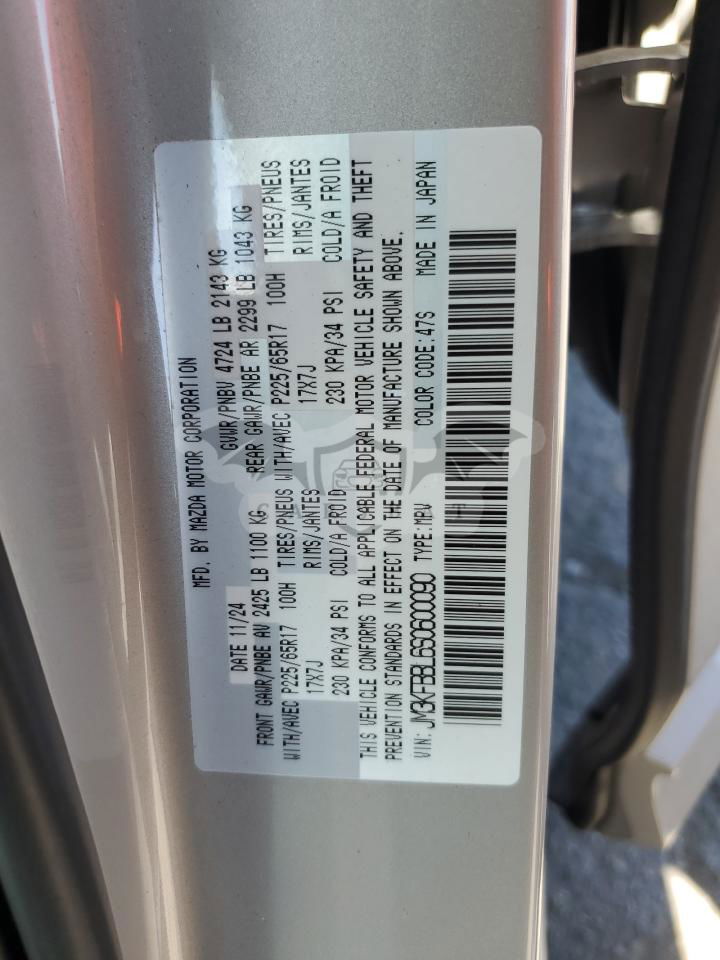 MFD. BY MAZDA MOTOR CORPORATION
DATE 11/24 GVWR/PNBV 4724 LB 2143 KG
FRONT GAWR/PNBE AV 2425 LB 1100 KG REAR GAWR/PNBE AR 2299 LB 1043 KG
WITH/AVEC P225/65R17 100H TIRES/PNEUS WITH/AVEC P225/65R17 100H TIRES/PNEUS
17X7J RIMS/JANTES 17X7J RIMS/JANTES
230 KPA/34 PSI COLD/A FROID 230 KPA/34 PSI COLD/A FROID
THIS VEHICLE CONFORMS TO ALL APPLICABLE FEDERAL MOTOR VEHICLE SAFETY AND THEFT
PREVENTION STANDARDS IN EFFECT ON THE DATE OF MANUFACTURE SHOWN ABOVE.
VIN: JM3KFBBL6S0600090 TYPE:MPV COLOR CODE:47S MADE IN JAPAN